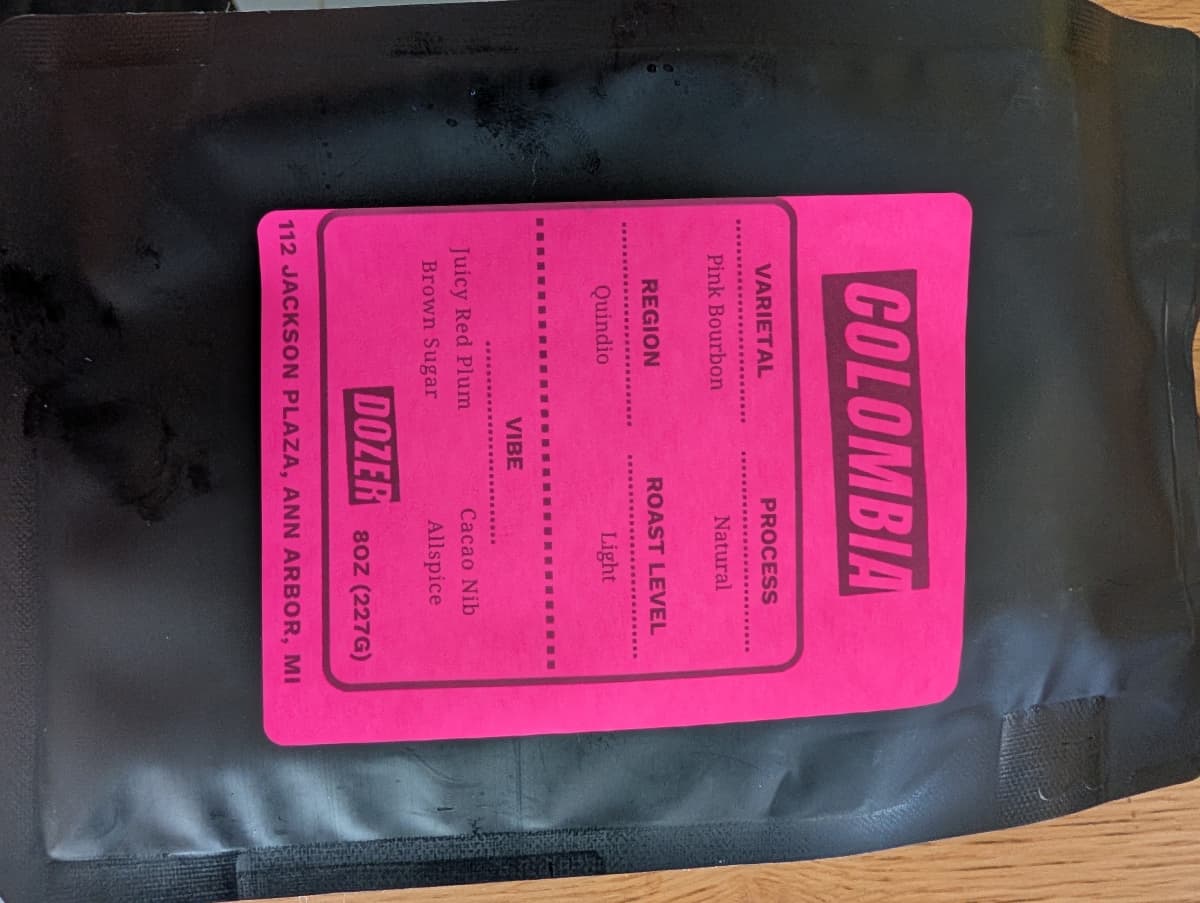 COLOMBIA
VARIETAL PROCESS
Pink Bourbon Natural
REGION ROAST LEVEL
Quindio Light
VIBE
Juicy Red Plum Cacao Nib
Brown Sugar Allspice
DOZER 8OZ (227G)
112 JACKSON PLAZA, ANN ARBOR, MI